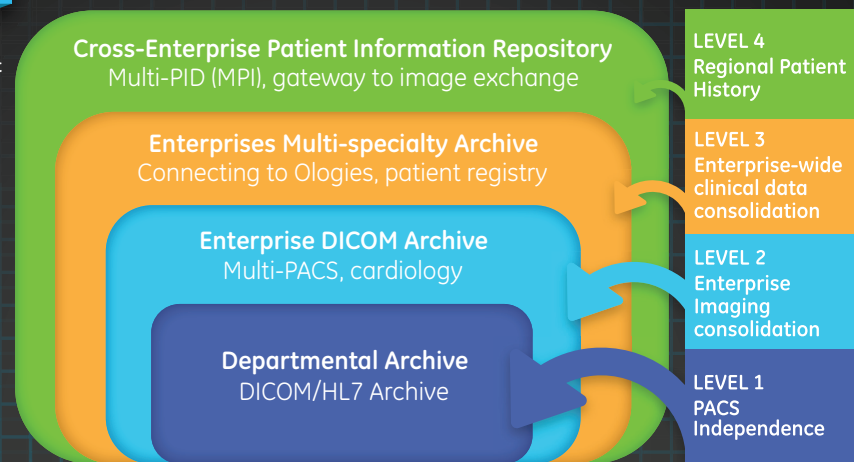 Cross-Enterprise Patient Information Repository
Multi-PID (MPI), gateway to image exchange
Enterprises Multi-specialty Archive
Connecting to Ologies, patient registry
Enterprise DICOM Archive
Multi-PACS, cardiology
Departmental Archive
DICOM/HL7 Archive
LEVEL 4
Regional Patient
History
LEVEL 3
Enterprise-wide
clinical data
consolidation
LEVEL 2
Enterprise
Imaging
consolidation
LEVEL 1
PACS
Independence